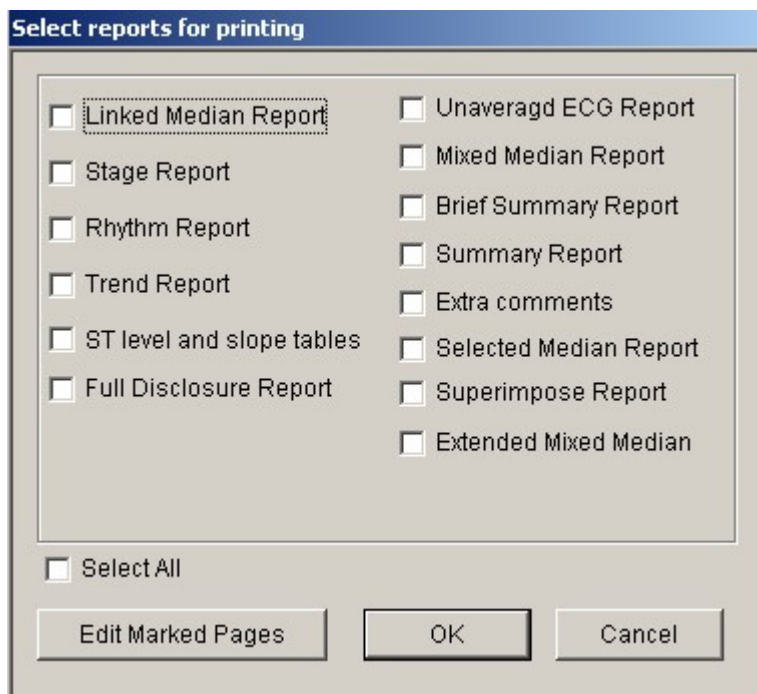 Select reports for printing
Linked Median Report
Stage Report
Rhythm Report
Trend Report
ST level and slope tables
Full Disclosure Report
Unaveragd ECG Report
Mixed Median Report
Brief Summary Report
Summary Report
Extra comments
Selected Median Report
Superimpose Report
Extended Mixed Median
Select All
Edit Marked Pages
OK
Cancel